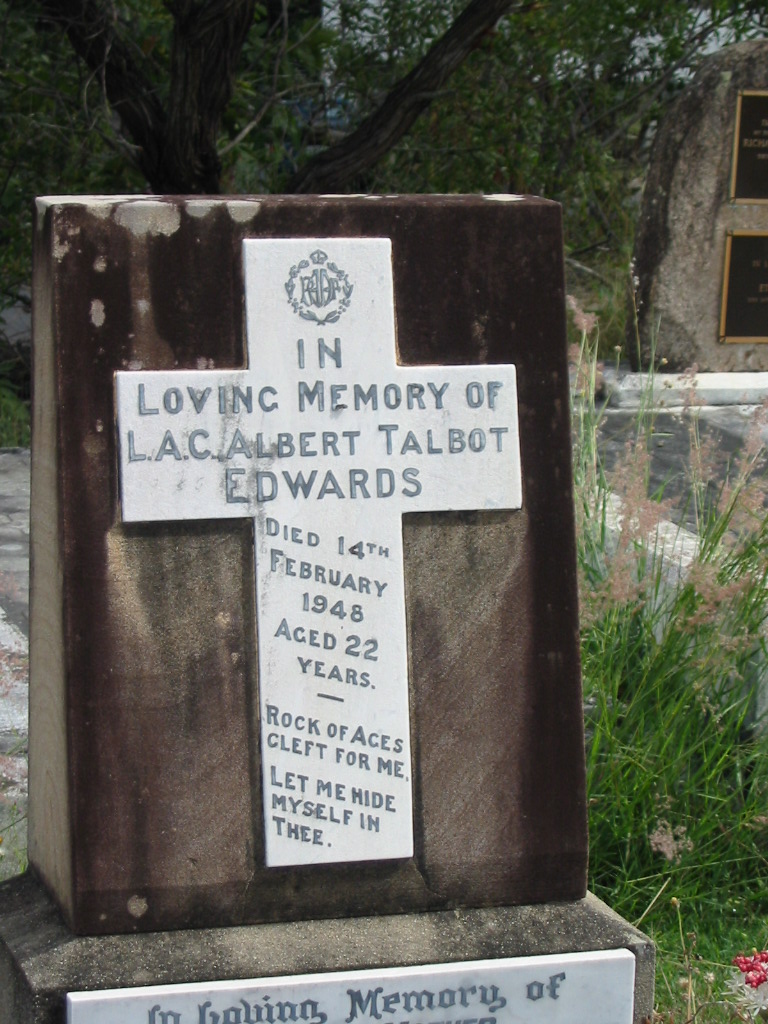 RAAF
IN
LOVING MEMORY OF
L.A.C. ALBERT TALBOT
EDWARDS
DIED 14TH
FEBRUARY
1948
AGED 22
YEARS.
ROCK OF AGES
CLEFT FOR ME,
LET ME HIDE
MYSELF IN
THEE.
In Loving Memory of